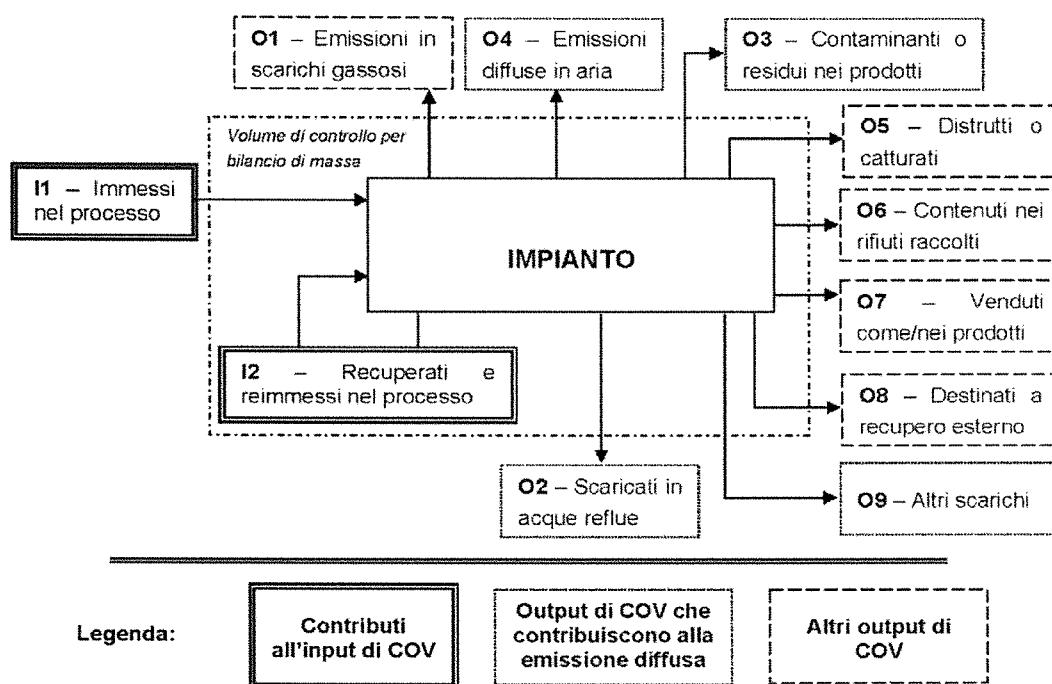 O1 – Emissioni in
scarichi gassosi
O4 – Emissioni
diffuse in aria
O3 – Contaminanti o
residui nei prodotti
Volume di controllo per
bilancio di massa
O5 – Distrutti o
catturati
I1 – Immessi
nel processo
O6 – Contenuti nei
rifiuti raccolti
IMPIANTO
O7 – Venduti
come/nei prodotti
I2 – Recuperati e
reimmessi nel processo
O8 – Destinati a
recupero esterno
O2 – Scaricati in
acque reflue
O9 – Altri scarichi
Legenda:
Contributi
all'input di COV
Output di COV che
contribuiscono alla
emissione diffusa
Altri output di
COV